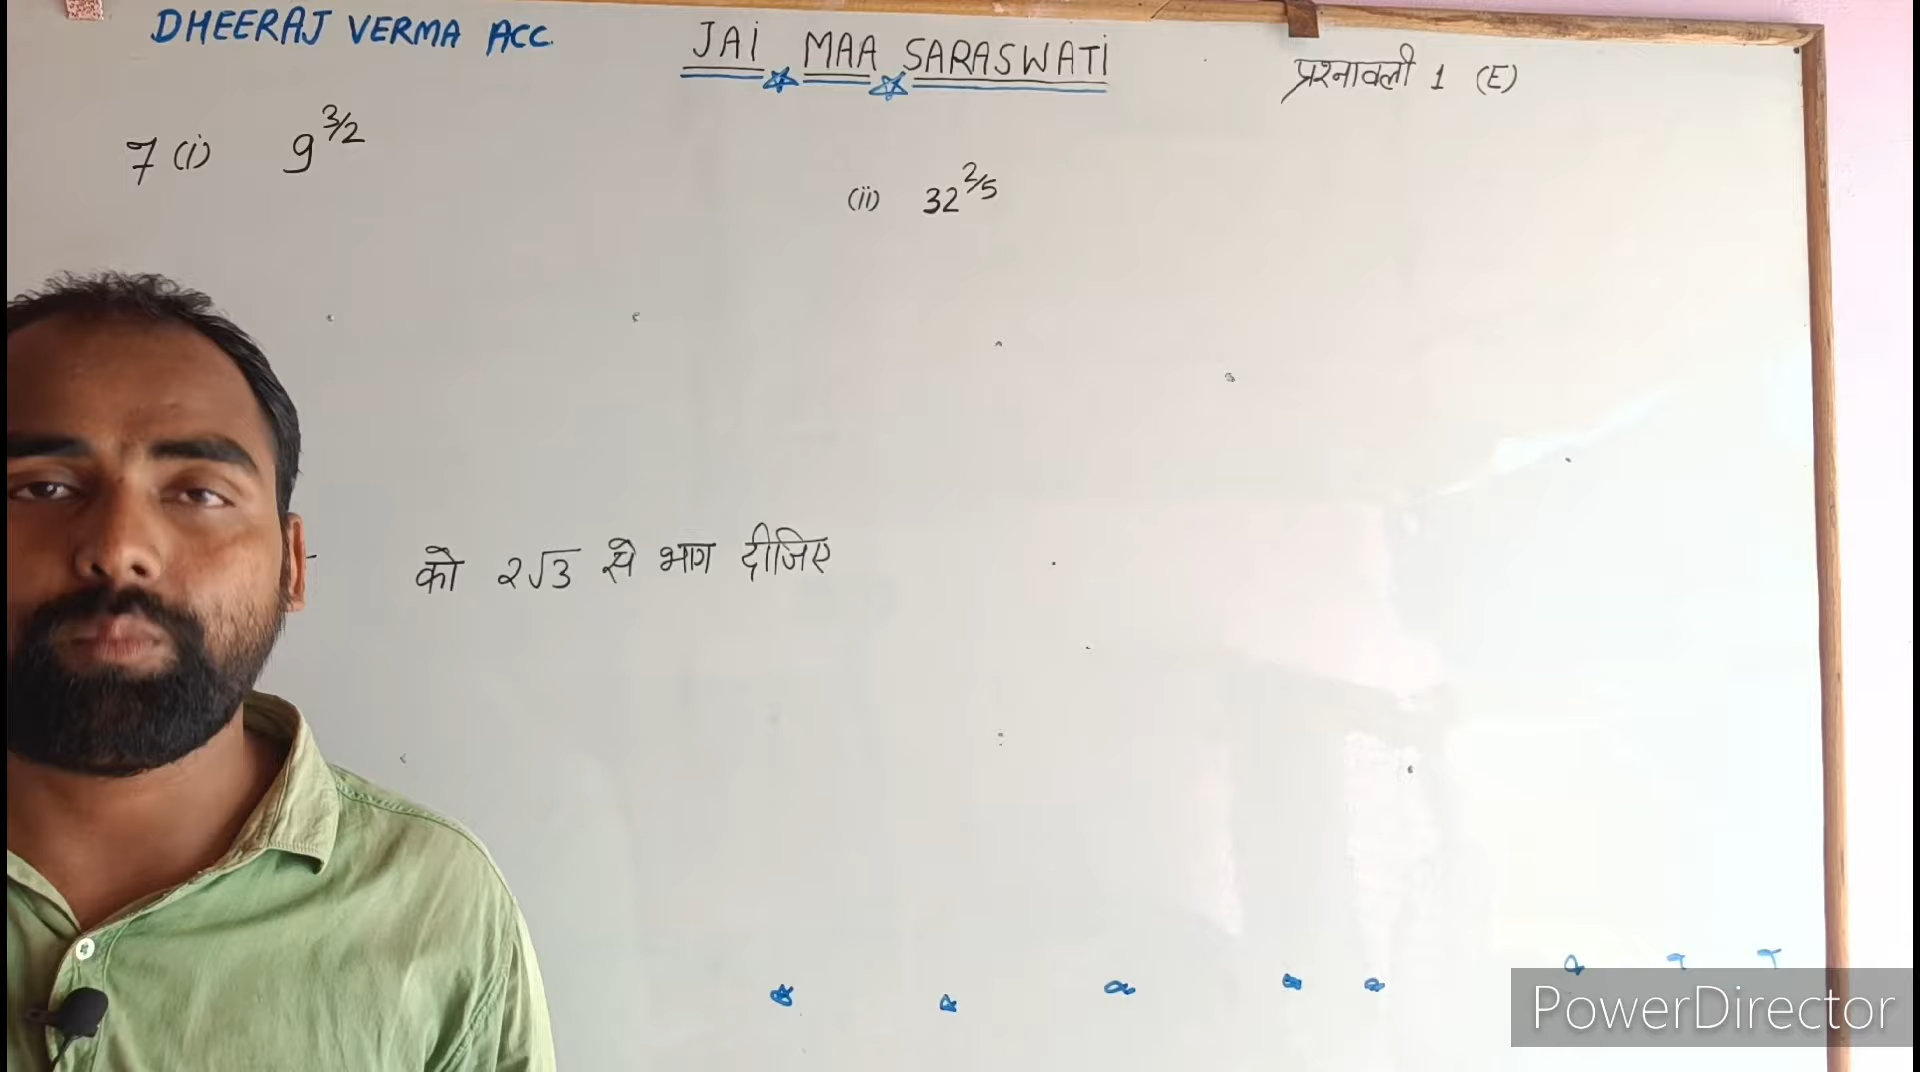 DHEERAJ VERMA ACC.
JAI MAA SARASWATI
प्रश्नावली 1 (E)
7 (i) 9^3/2
(ii) 32^2/5
को 2√3 से भाग दीजिए
PowerDirector